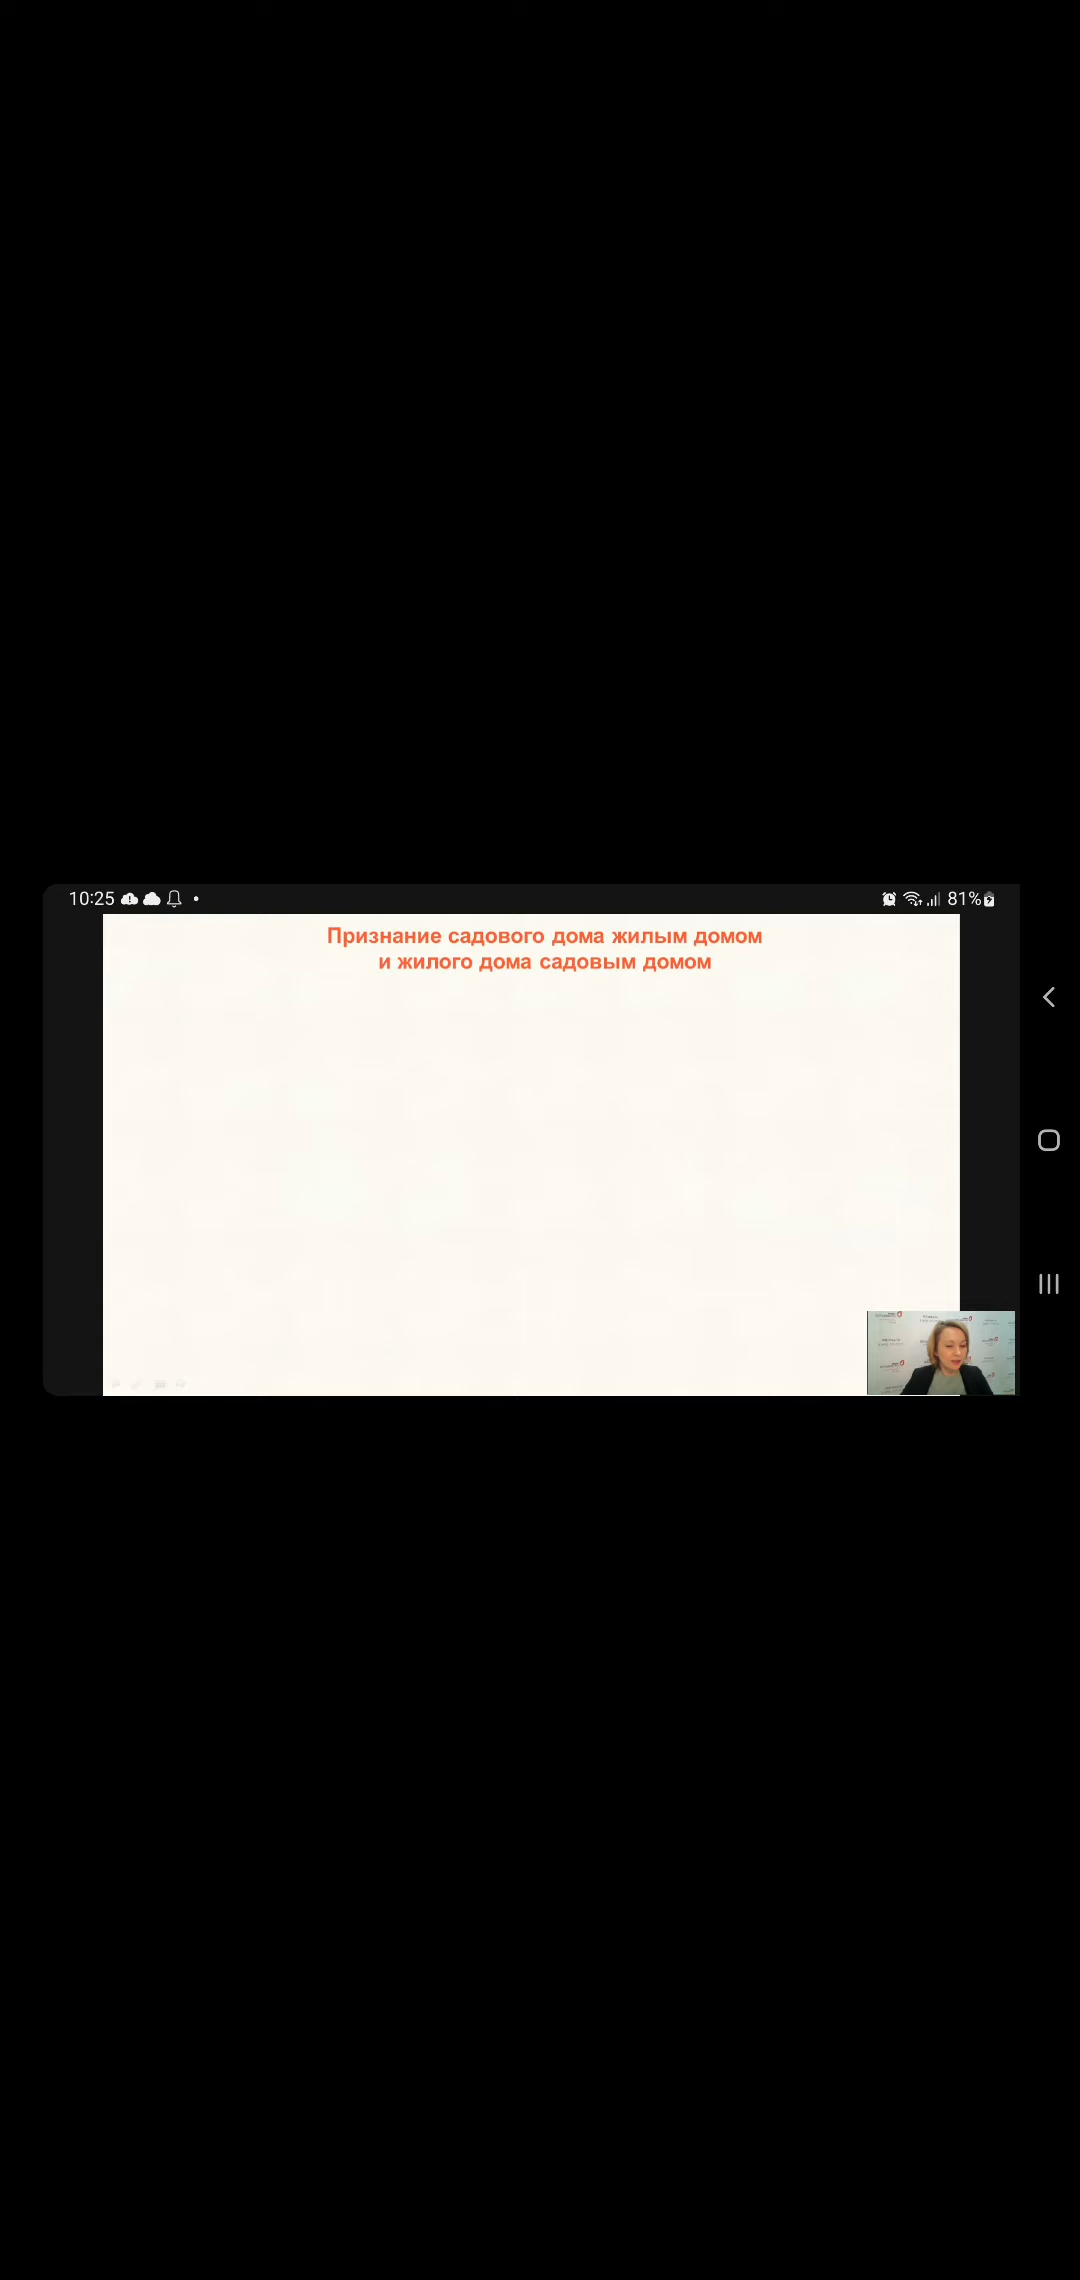 10:25
81%
Признание садового дома жилым домом
и жилого дома садовым домом